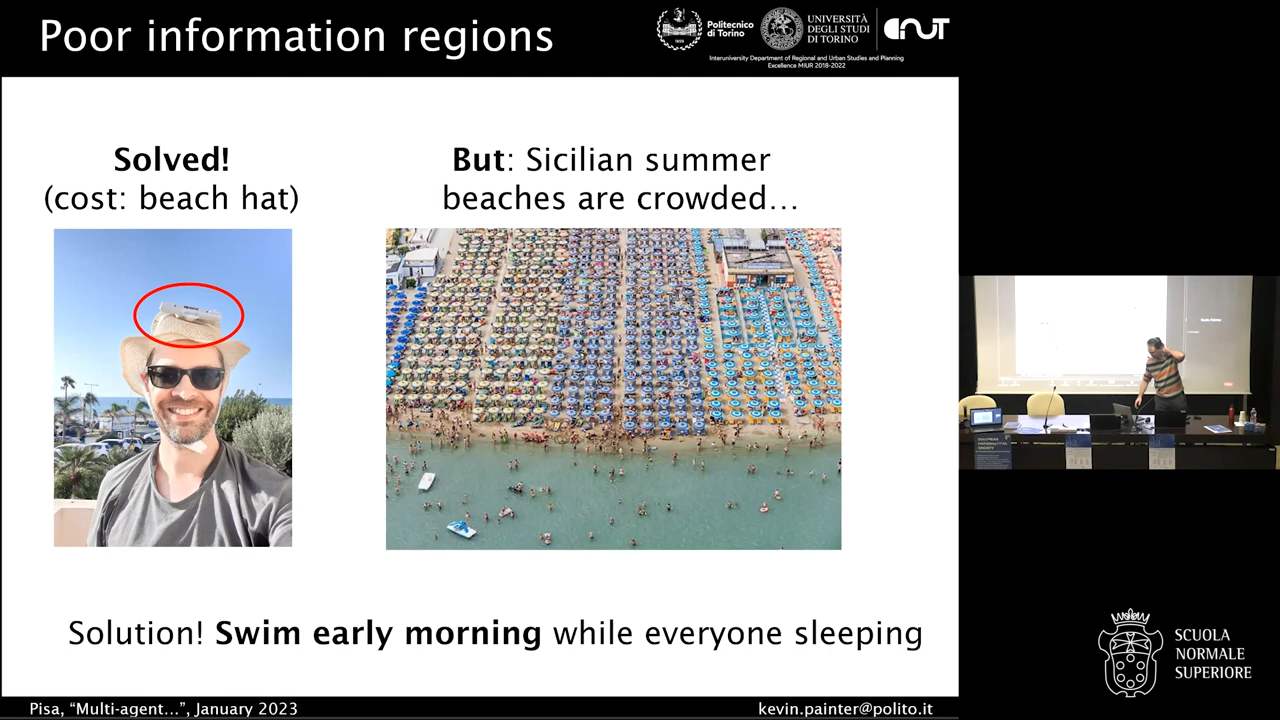 Poor information regions
Politecnico
di Torino
1859
UNIVERSITÀ
DEGLI STUDI
DI TORINO
Interuniversity Department of Regional and Urban Studies and Planning
Excellence MIUR 2018-2022
Solved!
(cost: beach hat)
But: Sicilian summer
beaches are crowded…
Solution! Swim early morning while everyone sleeping
Pisa, “Multi-agent…”, January 2023
kevin.painter@polito.it
SCUOLA
NORMALE
SUPERIORE